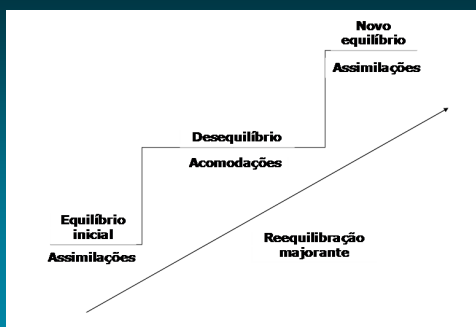 Novo
equilíbrio
Assimilações
Desequilíbrio
Acomodações
Equilíbrio
inicial
Assimilações
Reequilibração
majorante